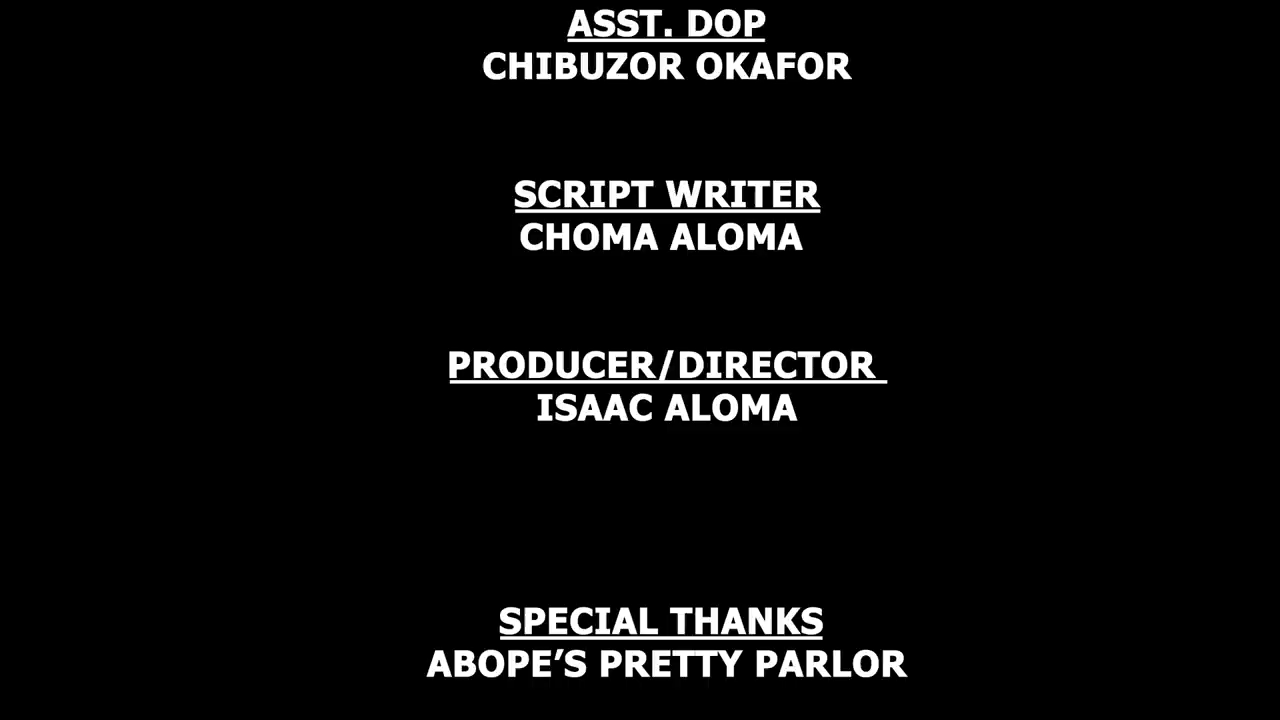 ASST. DOP
CHIBUZOR OKAFOR
SCRIPT WRITER
CHOMA ALOMA
PRODUCER/DIRECTOR
ISAAC ALOMA
SPECIAL THANKS
ABOPE’S PRETTY PARLOR